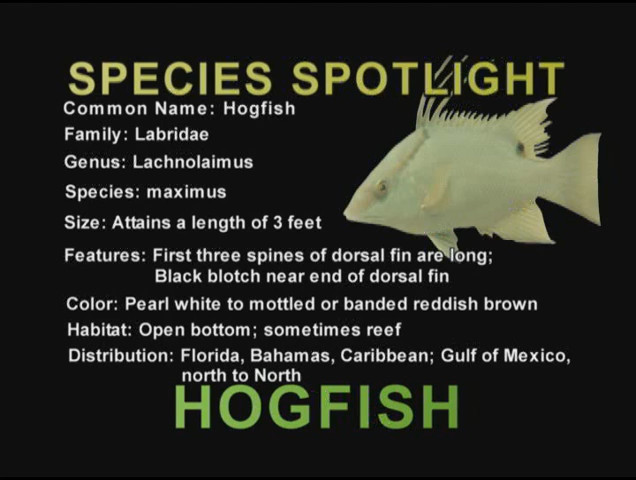 SPECIES SPOTLIGHT
Common Name: Hogfish
Family: Labridae
Genus: Lachnolaimus
Species: maximus
Size: Attains a length of 3 feet
Features: First three spines of dorsal fin are long;
Black blotch near end of dorsal fin
Color: Pearl white to mottled or banded reddish brown
Habitat: Open bottom; sometimes reef
Distribution: Florida, Bahamas, Caribbean; Gulf of Mexico,
north to North
HOGFISH